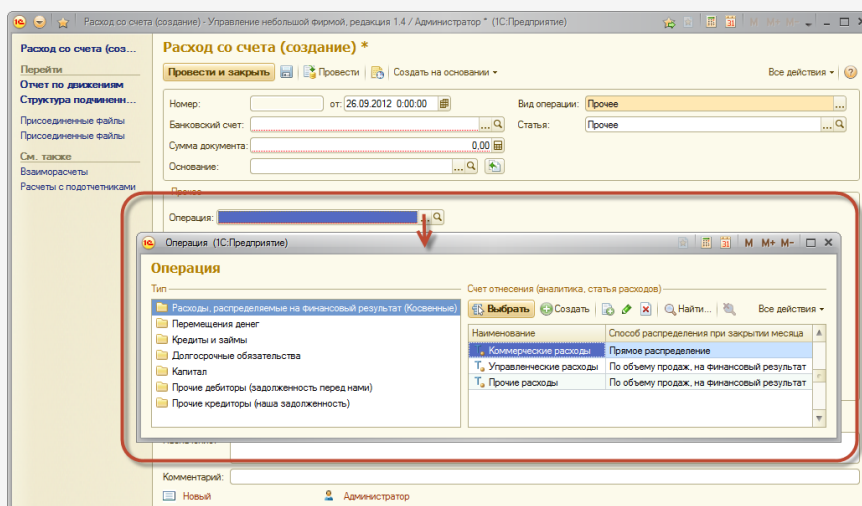 Расход со счета (создание) - Управление небольшой фирмой, редакция 1.4 / Администратор * (1С:Предприятие)
M M+ M-
Расход со счета (соз...
Перейти
Отчет по движениям
Структура подчиненн...
Присоединенные файлы
Присоединенные файлы
См. также
Взаиморасчеты
Расчеты с подотчетниками
Расход со счета (создание) *
Провести и закрыть Провести Создать на основании Все действия
Номер: от: 26.09.2012 0:00:00 Вид операции: Прочее
Банковский счет: Статья: Прочее
Сумма документа: 0,00
Основание:
Прочее
Операция:
Операция (1С:Предприятие) M M+ M-
Операция
Тип Счет отнесения (аналитика, статья расходов)
Расходы, распределяемые на финансовый результат (Косвенные)
Перемещения денег
Кредиты и займы
Долгосрочные обязательства
Капитал
Прочие дебиторы (задолженность перед нами)
Прочие кредиторы (наша задолженность)
Выбрать Создать Найти... Все действия
Наименование Способ распределения при закрытии месяца
Коммерческие расходы Прямое распределение
Управленческие расходы По объему продаж, на финансовый результат
Прочие расходы По объему продаж, на финансовый результат
Комментарий:
Новый Администратор